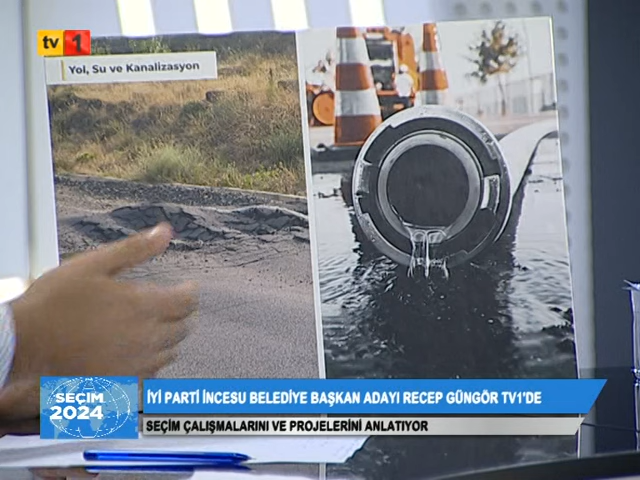 tv1
Yol, Su ve Kanalizasyon
SEÇİM
2024
İYİ PARTİ İNCESU BELEDİYE BAŞKAN ADAYI RECEP GÜNGÖR TV1'DE
SEÇİM ÇALIŞMALARINI VE PROJELERİNİ ANLATIYOR